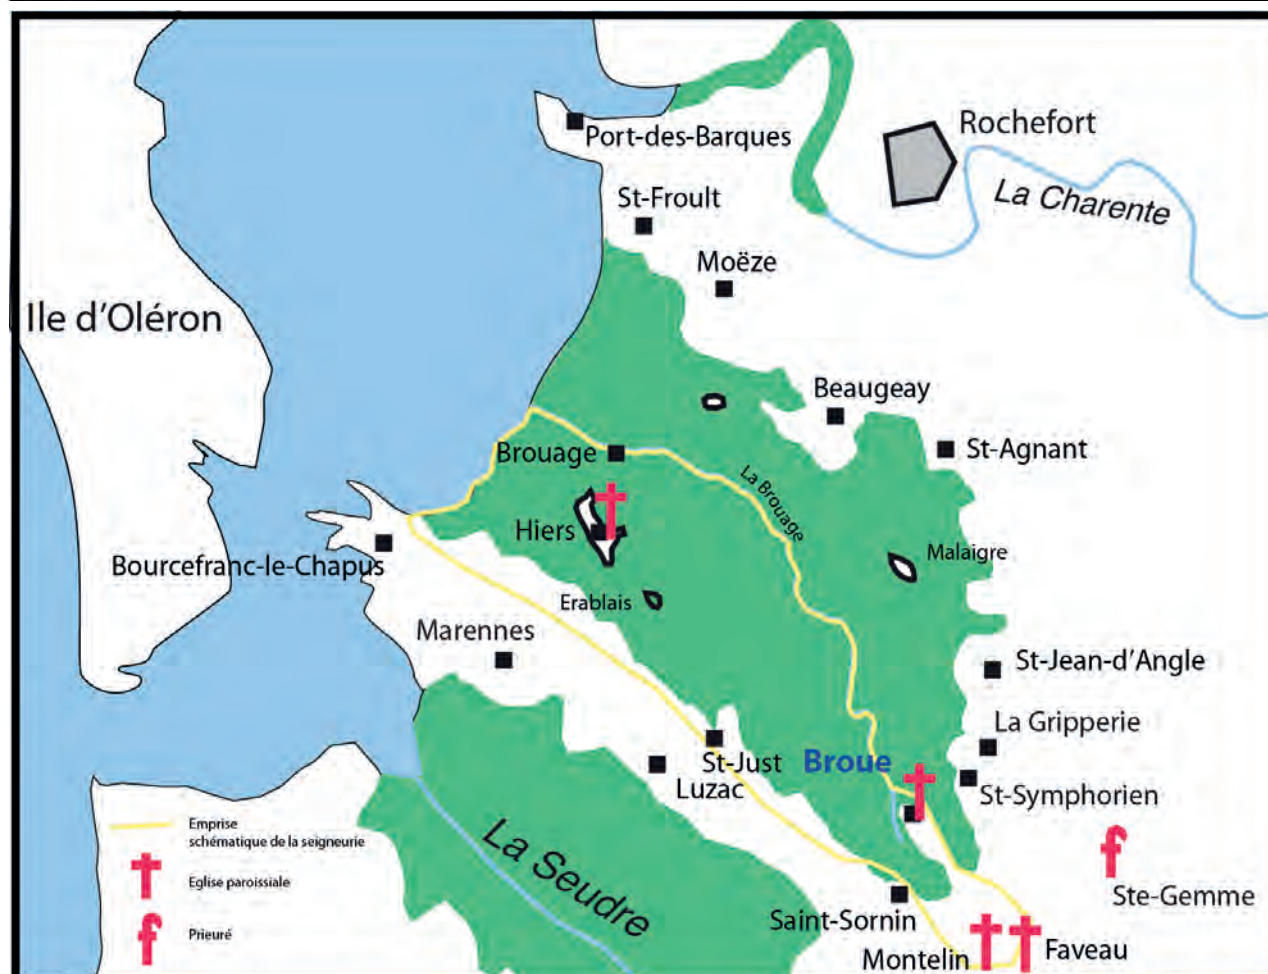 Rochefort
Port-des-Barques
La Charente
St-Froult
Moëze
Ile d'Oléron
Beaugeay
St-Agnant
Brouage
La Brouage
Hiers
Malaigre
Bourcefranc-le-Chapus
Erablais
Marennes
St-Jean-d'Angle
La Gripperie
St-Just
Broue
Luzac
St-Symphorien
Emprise
schématique de la seigneurie
La Seudre
Eglise paroissiale
Ste-Gemme
Saint-Sornin
Prieuré
Montelin
Faveau